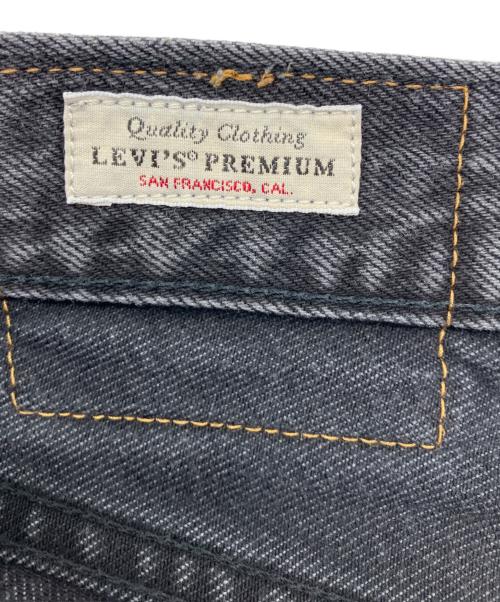 Quality Clothing
LEVI'S® PREMIUM
SAN FRANCISCO, CAL.